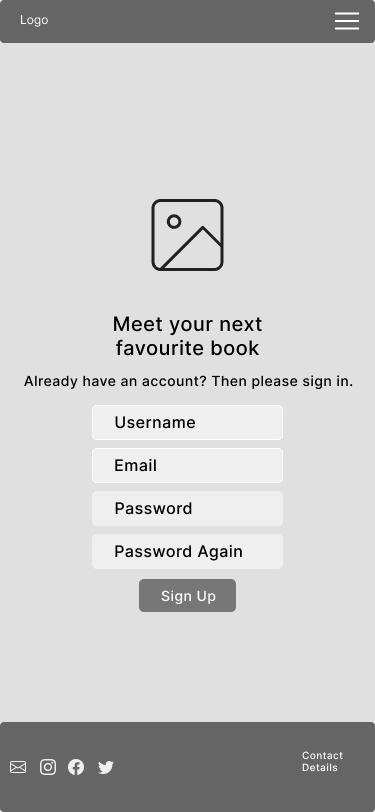 Logo
Meet your next
favourite book
Already have an account? Then please sign in.
Username
Email
Password
Password Again
Sign Up
Contact
Details